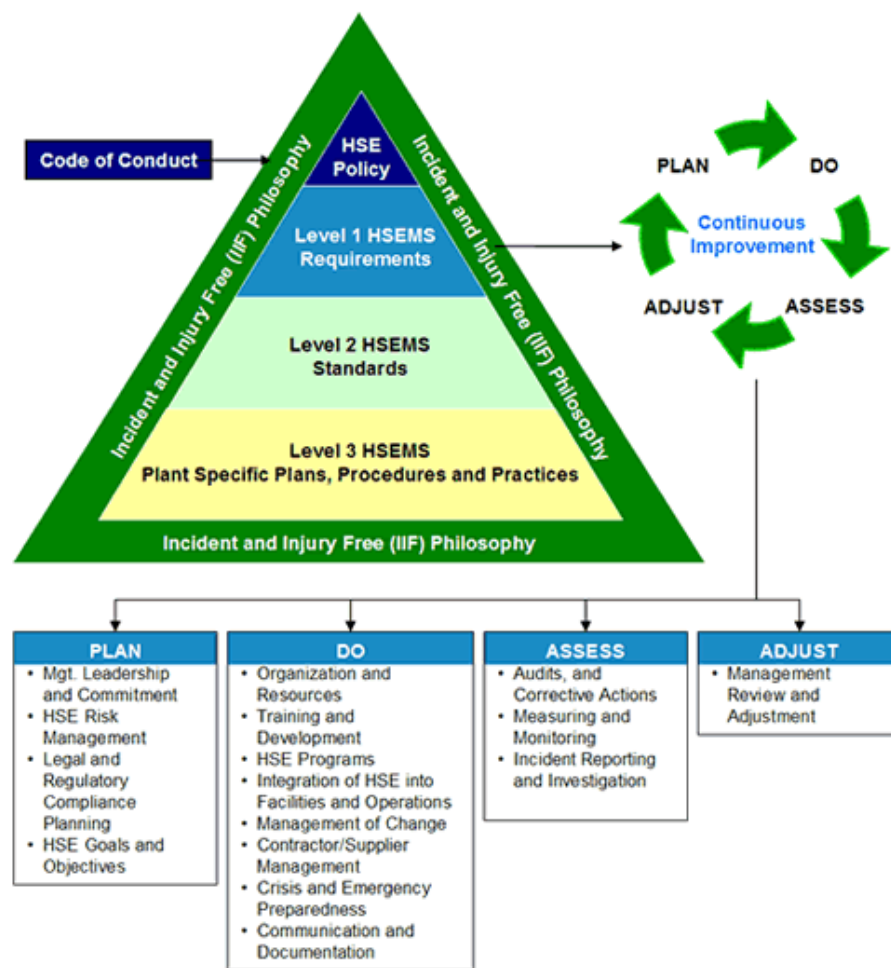 Code of Conduct
HSE
Policy
Incident and Injury Free (IIF) Philosophy
Incident and Injury Free (IIF) Philosophy
Level 1 HSEMS
Requirements
Level 2 HSEMS
Standards
Level 3 HSEMS
Plant Specific Plans, Procedures and Practices
Incident and Injury Free (IIF) Philosophy
PLAN
DO
Continuous
Improvement
ADJUST
ASSESS
PLAN
• Mgt. Leadership
and Commitment
• HSE Risk
Management
• Legal and
Regulatory
Compliance
Planning
• HSE Goals and
Objectives
DO
• Organization and
Resources
• Training and
Development
• HSE Programs
• Integration of HSE into
Facilities and Operations
• Management of Change
• Contractor/Supplier
Management
• Crisis and Emergency
Preparedness
• Communication and
Documentation
ASSESS
• Audits, and
Corrective Actions
• Measuring and
Monitoring
• Incident Reporting
and Investigation
ADJUST
• Management
Review and
Adjustment